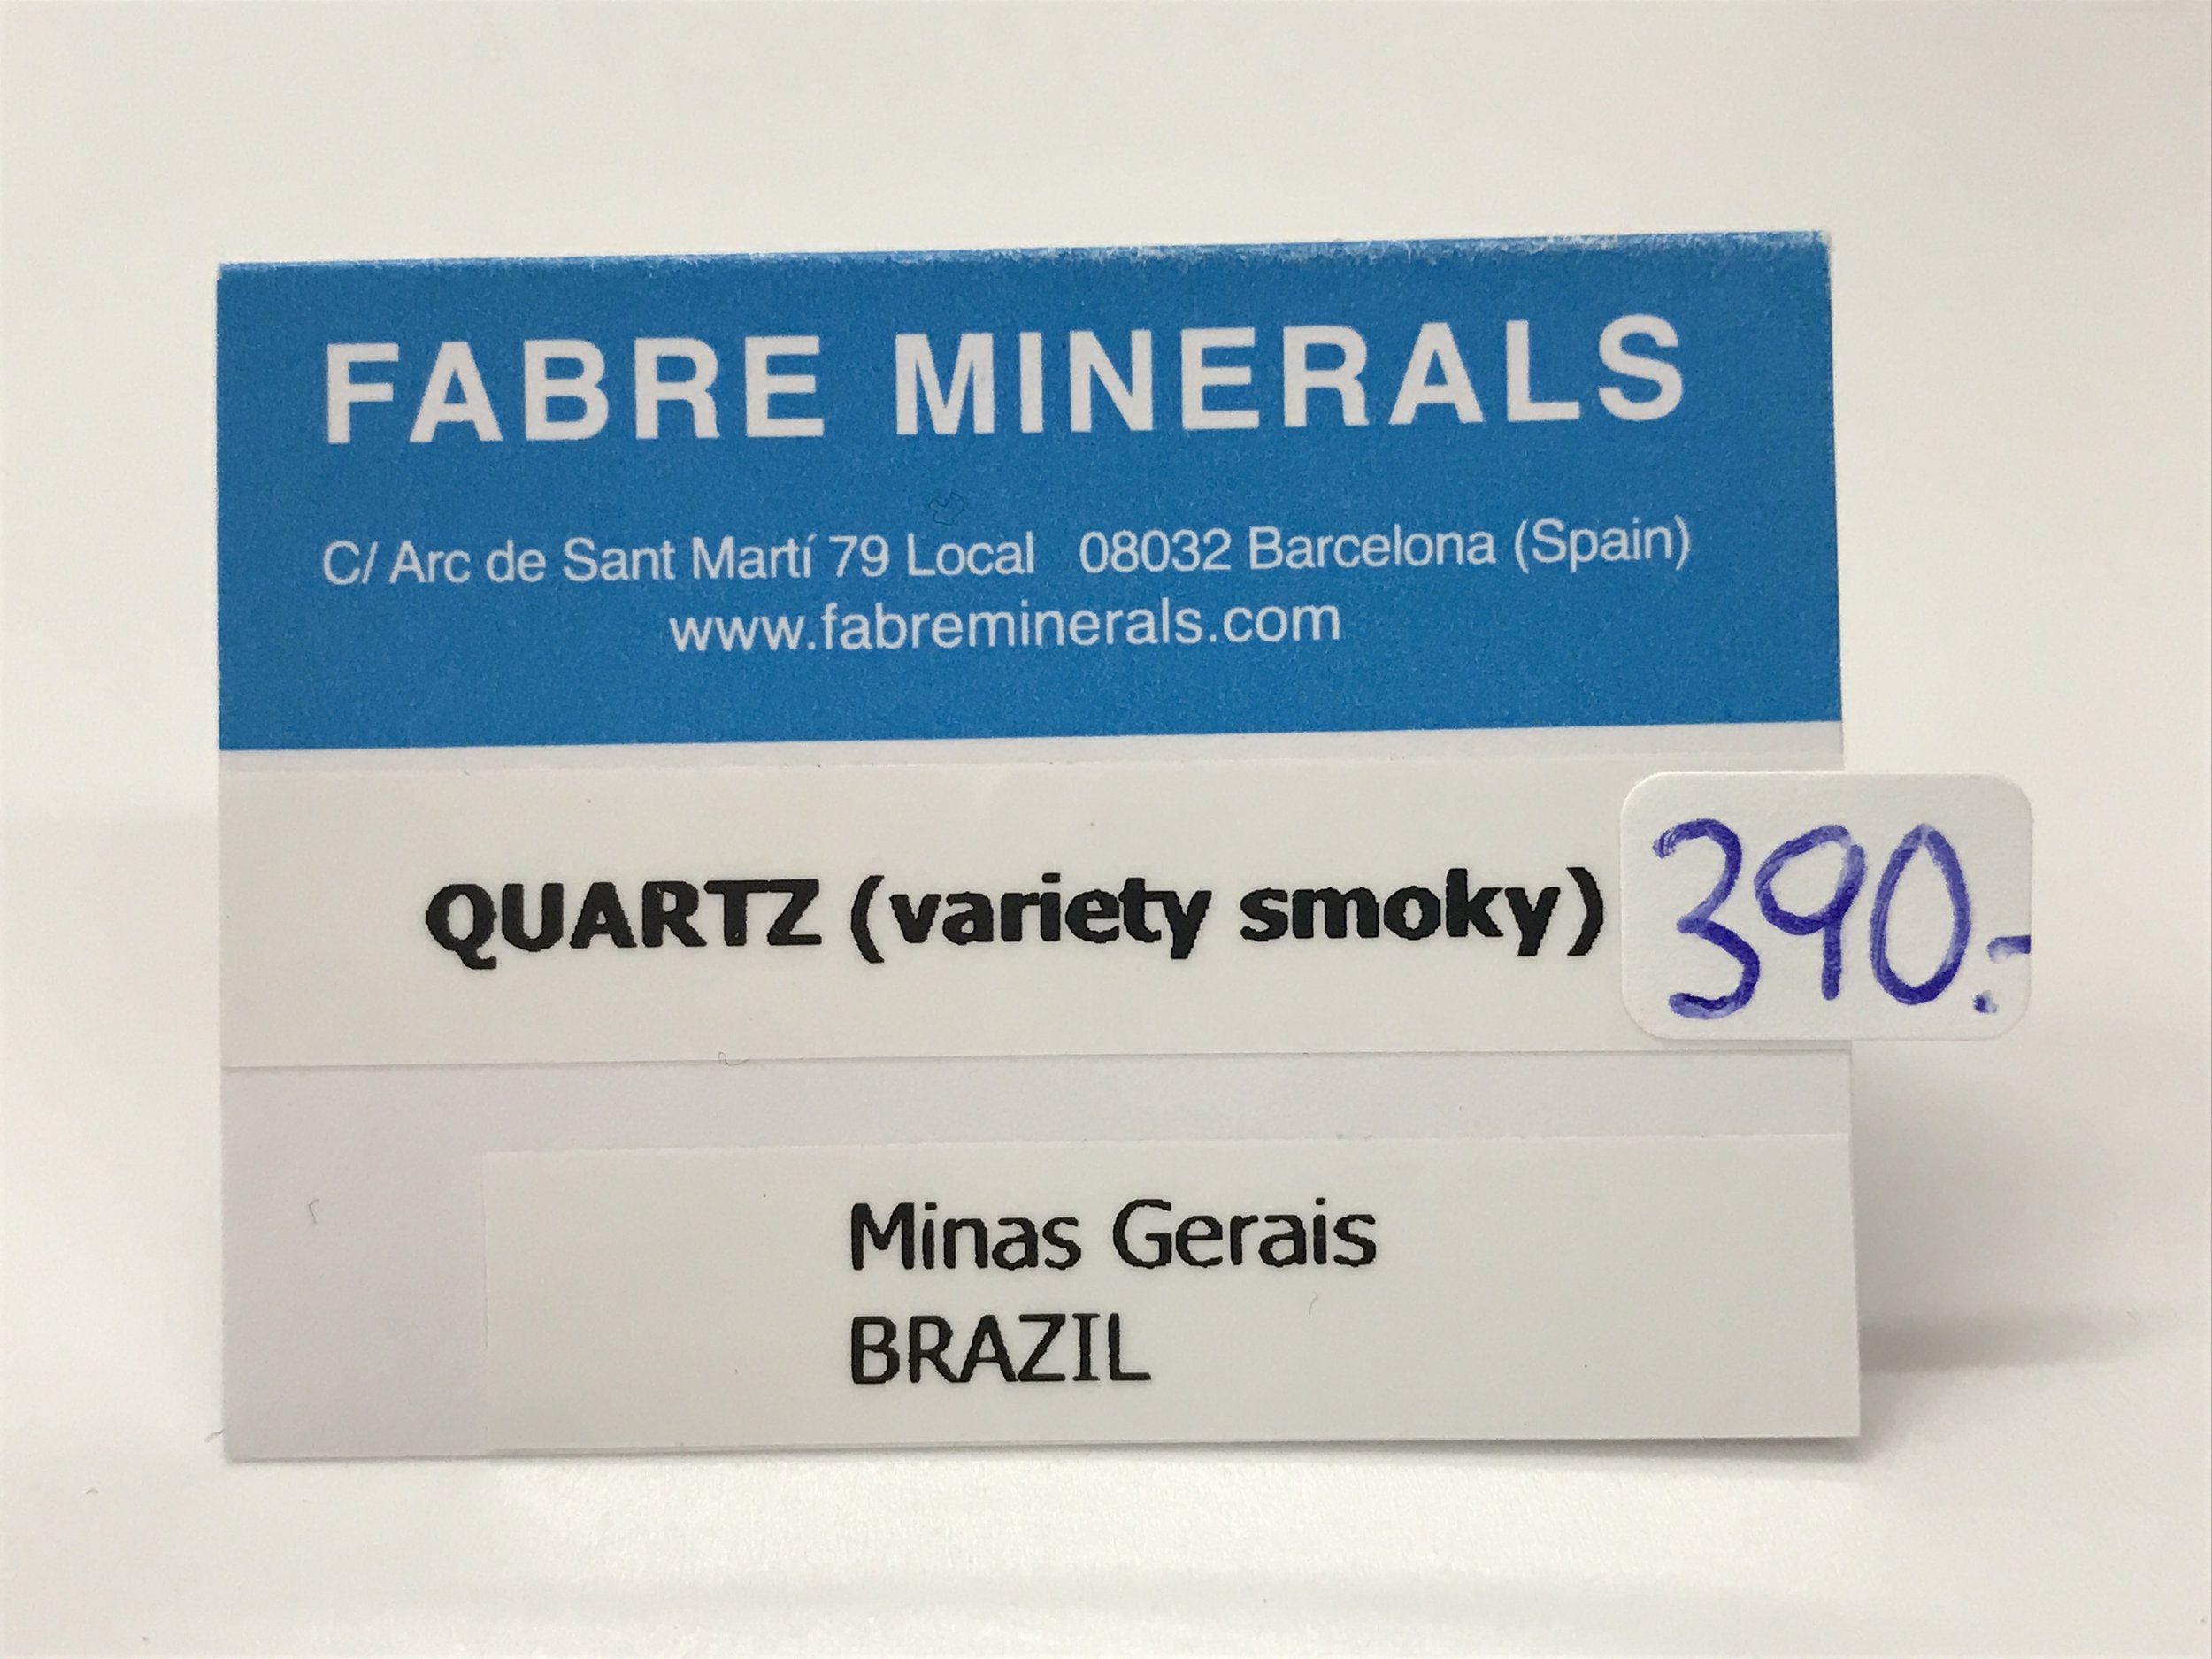 FABRE MINERALS
C/ Arc de Sant Martí 79 Local 08032 Barcelona (Spain)
www.fabreminerals.com
QUARTZ (variety smoky)
390.-
Minas Gerais
BRAZIL